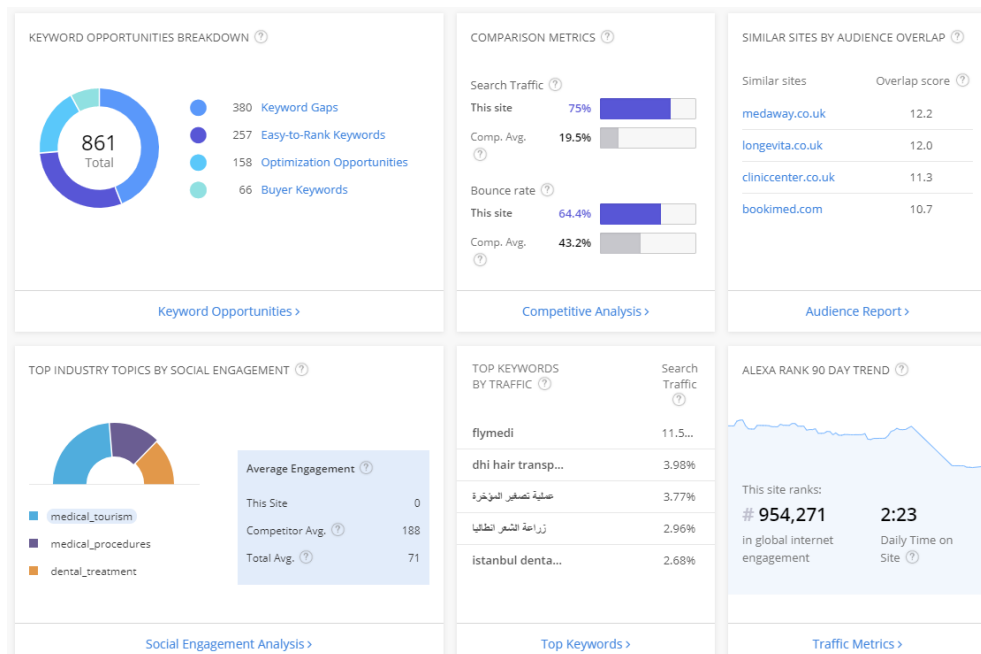 KEYWORD OPPORTUNITIES BREAKDOWN ?
861
Total
380 Keyword Gaps
257 Easy-to-Rank Keywords
158 Optimization Opportunities
66 Buyer Keywords
Keyword Opportunities >
COMPARISON METRICS ?
Search Traffic ?
This site 75%
Comp. Avg. 19.5%
?
Bounce rate ?
This site 64.4%
Comp. Avg. 43.2%
?
Competitive Analysis >
SIMILAR SITES BY AUDIENCE OVERLAP ?
Similar sites Overlap score ?
medaway.co.uk 12.2
longevita.co.uk 12.0
cliniccenter.co.uk 11.3
bookimed.com 10.7
Audience Report >
TOP INDUSTRY TOPICS BY SOCIAL ENGAGEMENT ?
medical_tourism
medical_procedures
dental_treatment
Average Engagement ?
This Site 0
Competitor Avg. ? 188
Total Avg. ? 71
Social Engagement Analysis >
TOP KEYWORDS
BY TRAFFIC ?
Search
Traffic
?
flymedi 11.5...
dhi hair transp... 3.98%
عملية تصغير المؤخرة 3.77%
زراعة الشعر انطاليا 2.96%
istanbul denta... 2.68%
Top Keywords >
ALEXA RANK 90 DAY TREND ?
This site ranks:
# 954,271
in global internet
engagement
2:23
Daily Time on
Site ?
Traffic Metrics >